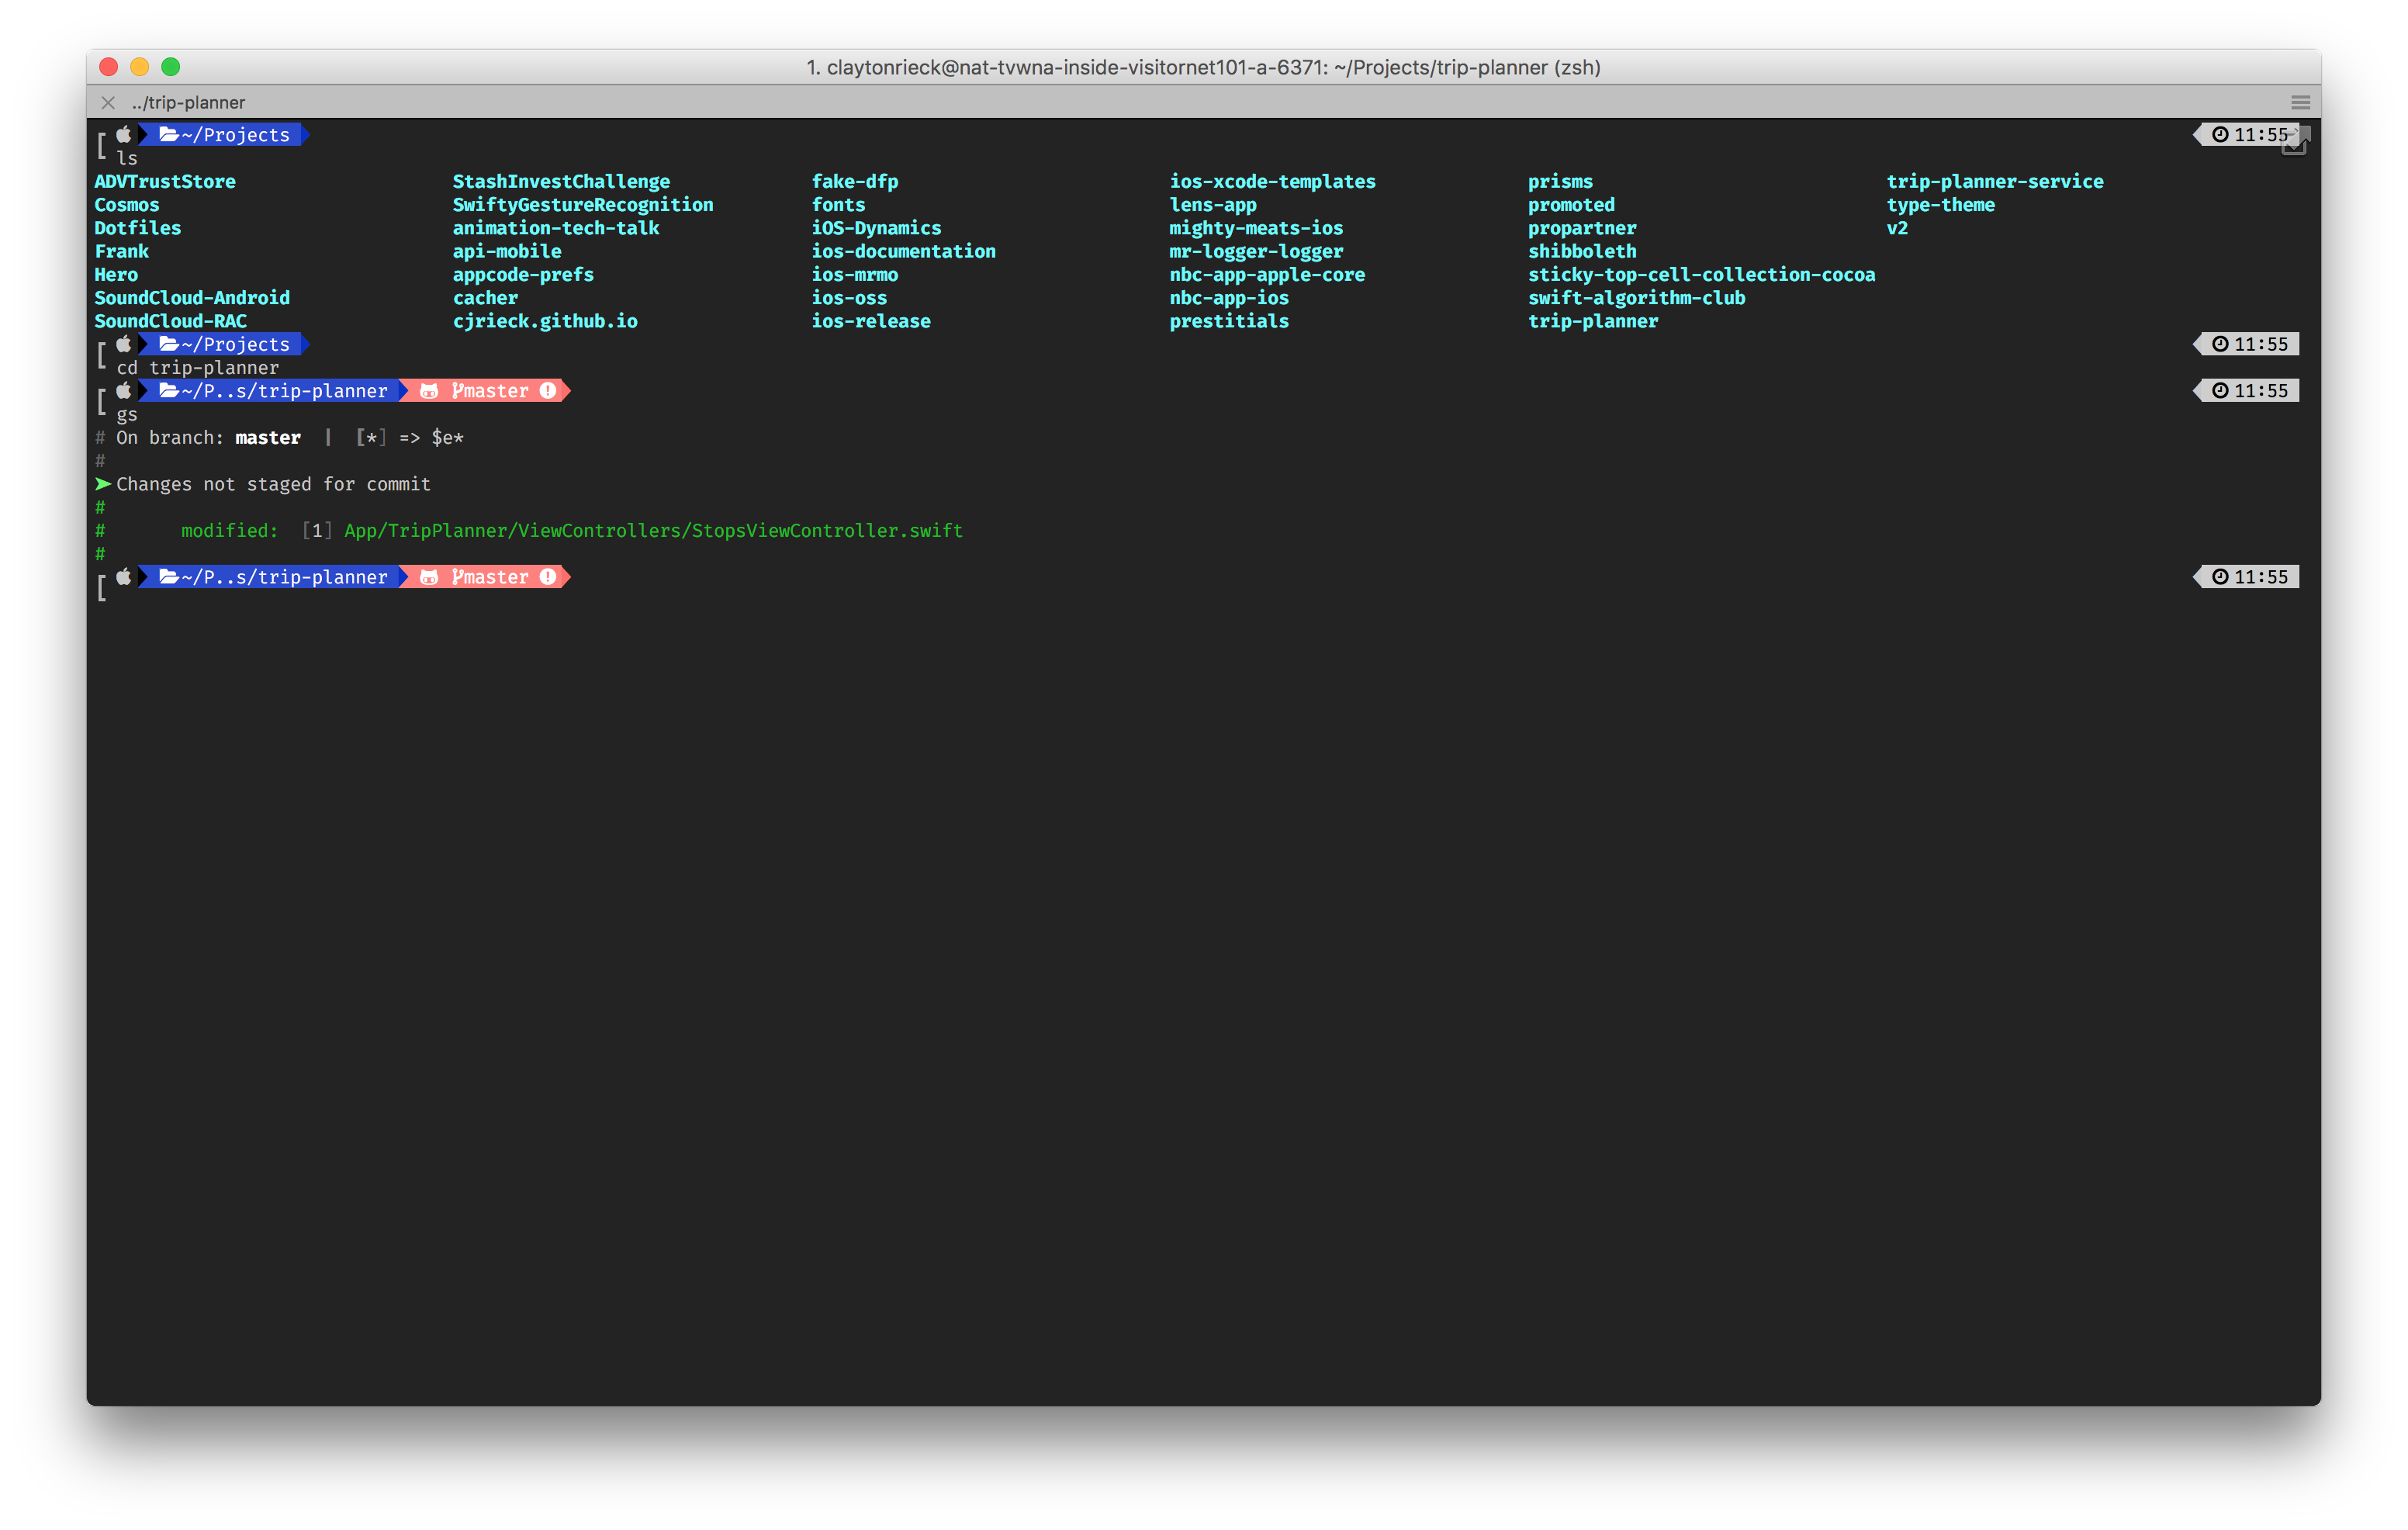 1. claytonrieck@nat-tvwna-inside-visitornet101-a-6371: ~/Projects/trip-planner (zsh)
../trip-planner
~/Projects 11:55
ls
ADVTrustStore StashInvestChallenge fake-dfp ios-xcode-templates prisms trip-planner-service
Cosmos SwiftyGestureRecognition fonts lens-app promoted type-theme
Dotfiles animation-tech-talk iOS-Dynamics mighty-meats-ios propartner v2
Frank api-mobile ios-documentation mr-logger-logger shibboleth
Hero appcode-prefs ios-mrmo nbc-app-apple-core sticky-top-cell-collection-cocoa
SoundCloud-Android cacher ios-oss nbc-app-ios swift-algorithm-club
SoundCloud-RAC cjrieck.github.io ios-release prestitials trip-planner
~/Projects 11:55
cd trip-planner
~/P..s/trip-planner master 11:55
gs
# On branch: master | [*] => $e*
#
➤ Changes not staged for commit
#
# modified: [1] App/TripPlanner/ViewControllers/StopsViewController.swift
#
~/P..s/trip-planner master 11:55